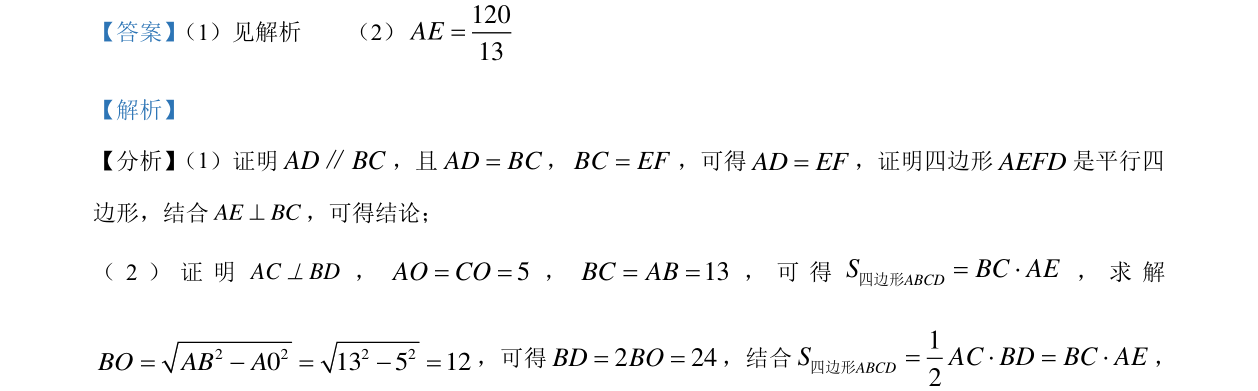 【答案】（1）见解析 （2）AE = 120/13
【解析】
【分析】（1）证明 AD∥BC，且 AD = BC，BC = EF，可得 AD = EF，证明四边形 AEFD 是平行四
边形，结合 AE⊥BC，可得结论；
（2）证明 AC⊥BD，AO = CO = 5，BC = AB = 13，可得 S四边形ABCD = BC·AE，求解
BO = √(AB² − A0²) = √(13² − 5²) = 12，可得 BD = 2BO = 24，结合 S四边形ABCD = 1/2 AC·BD = BC·AE，